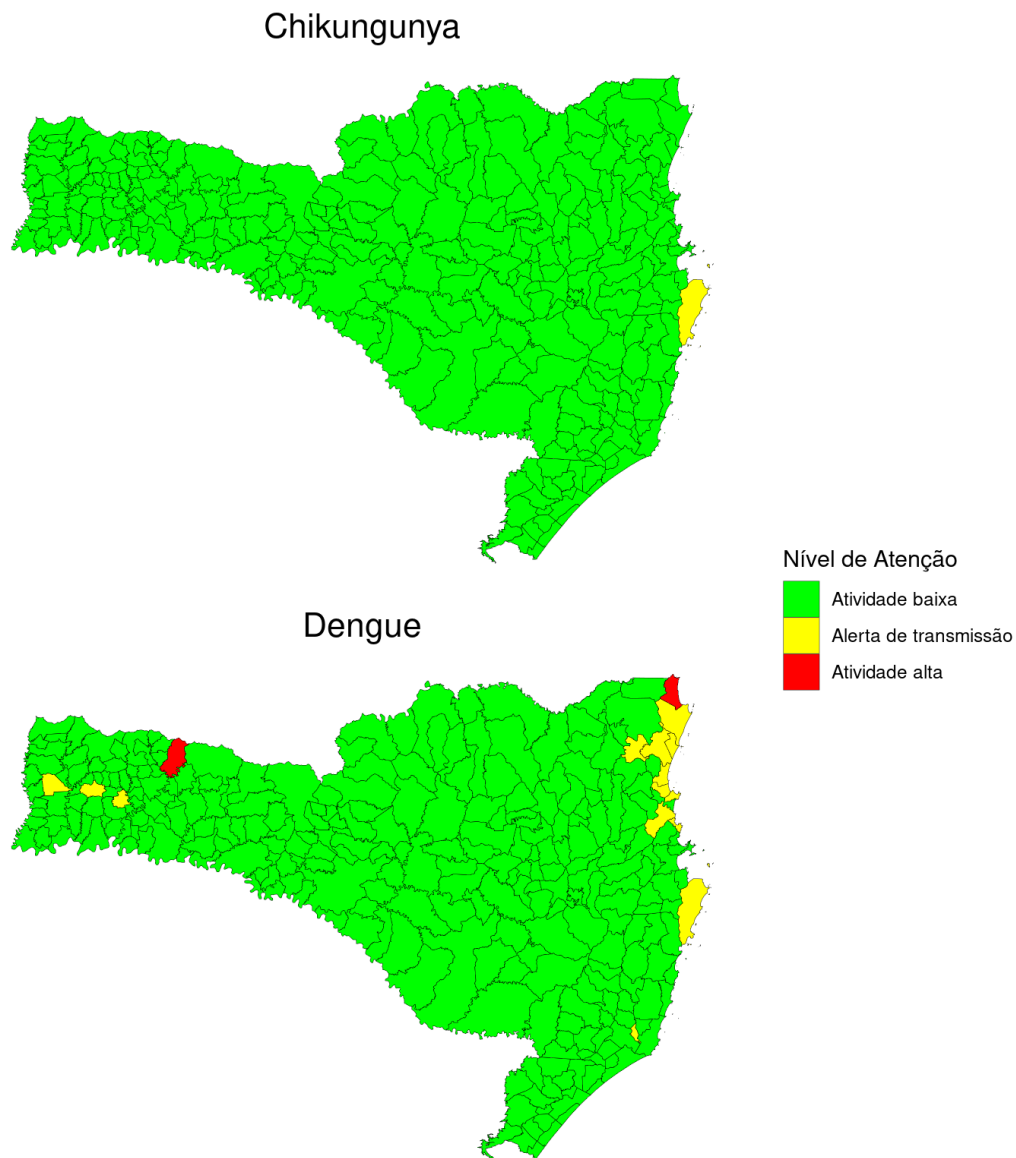 Chikungunya
Nível de Atenção
Atividade baixa
Alerta de transmissão
Atividade alta
Dengue